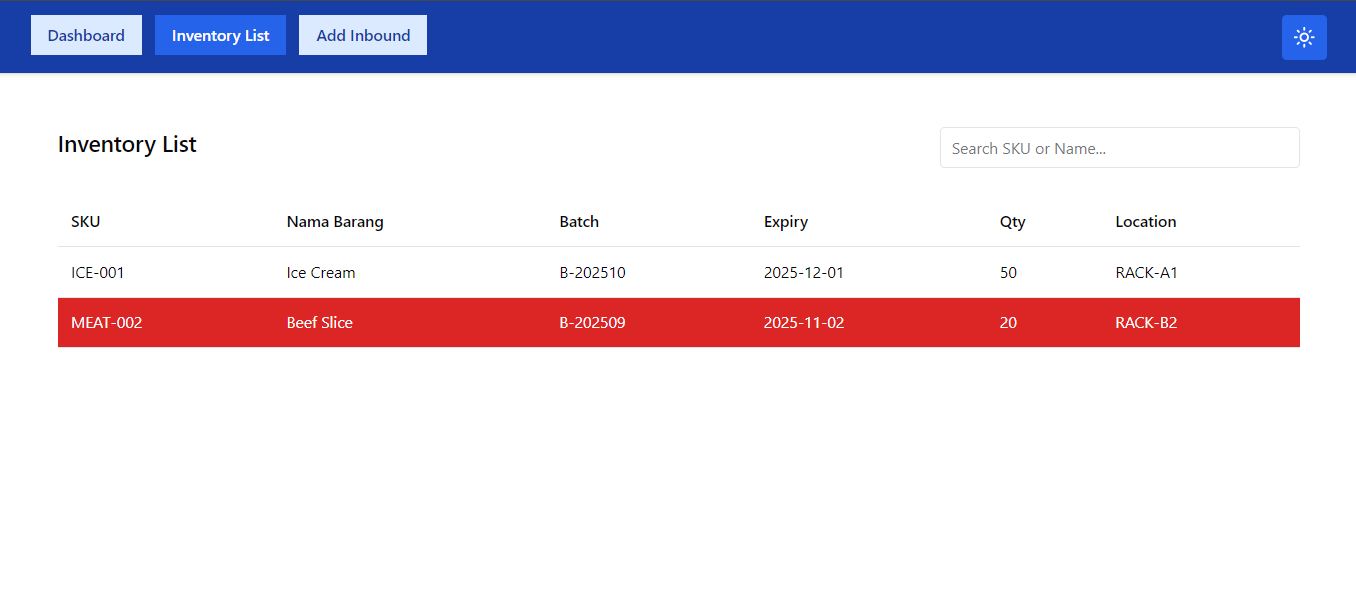 Dashboard Inventory List Add Inbound
Inventory List
Search SKU or Name...
SKU Nama Barang Batch Expiry Qty Location
ICE-001 Ice Cream B-202510 2025-12-01 50 RACK-A1
MEAT-002 Beef Slice B-202509 2025-11-02 20 RACK-B2